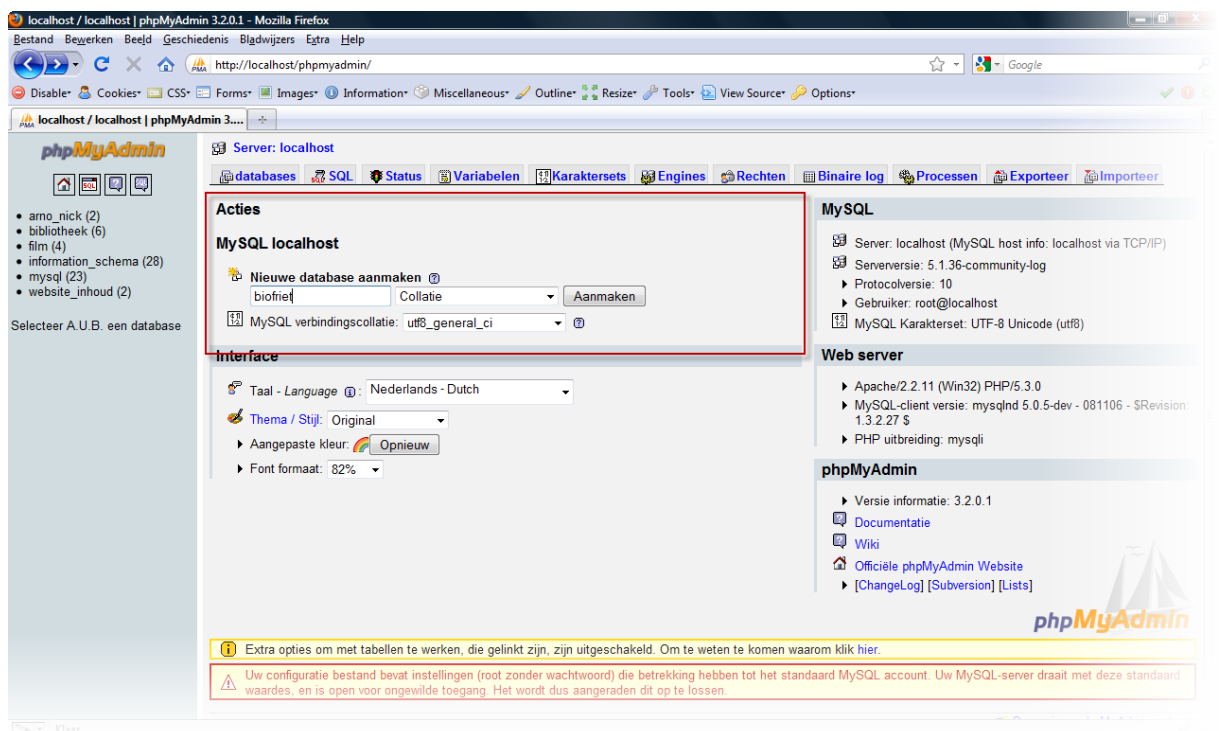 localhost / localhost | phpMyAdmin 3.2.0.1 - Mozilla Firefox
Bestand Bewerken Beeld Geschiedenis Bladwijzers Extra Help
http://localhost/phpmyadmin/
Google
Disable Cookies CSS Forms Images Information Miscellaneous Outline Resize Tools View Source Options
localhost / localhost | phpMyAdmin 3....
phpMyAdmin
SQL
arno_nick (2)
bibliotheek (6)
film (4)
information_schema (28)
mysql (23)
website_inhoud (2)
Selecteer A.U.B. een database
Server: localhost
databases SQL Status Variabelen Karaktersets Engines Rechten Binaire log Processen Exporteer Importeer
Acties
MySQL localhost
Nieuwe database aanmaken
biofriet Collatie Aanmaken
MySQL verbindingscollatie: utf8_general_ci
Interface
Taal - Language : Nederlands - Dutch
Thema / Stijl: Original
Aangepaste kleur: Opnieuw
Font formaat: 82%
MySQL
Server: localhost (MySQL host info: localhost via TCP/IP)
Serverversie: 5.1.36-community-log
Protocolversie: 10
Gebruiker: root@localhost
MySQL Karakterset: UTF-8 Unicode (utf8)
Web server
Apache/2.2.11 (Win32) PHP/5.3.0
MySQL-client versie: mysqlnd 5.0.5-dev - 081106 - $Revision:
1.3.2.27 $
PHP uitbreiding: mysqli
phpMyAdmin
Versie informatie: 3.2.0.1
Documentatie
Wiki
Officiële phpMyAdmin Website
[ChangeLog] [Subversion] [Lists]
phpMyAdmin
Extra opties om met tabellen te werken, die gelinkt zijn, zijn uitgeschakeld. Om te weten te komen waarom klik hier.
Uw configuratie bestand bevat instellingen (root zonder wachtwoord) die betrekking hebben tot het standaard MySQL account. Uw MySQL-server draait met deze standaard
waardes, en is open voor ongewilde toegang. Het wordt dus aangeraden dit op te lossen.
Klaar